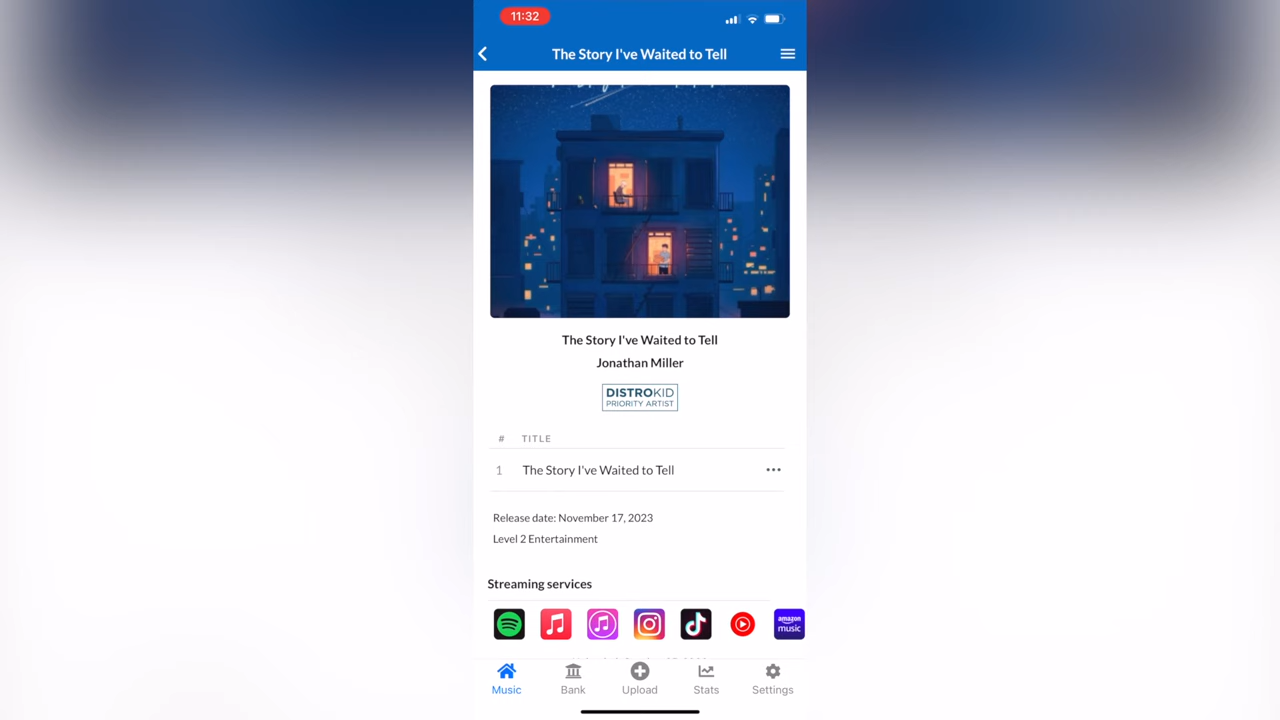 11:32
The Story I've Waited to Tell
The Story I've Waited to Tell
Jonathan Miller
DISTROKID
PRIORITY ARTIST
# TITLE
1 The Story I've Waited to Tell
Release date: November 17, 2023
Level 2 Entertainment
Streaming services
amazon
music
Music Bank Upload Stats Settings